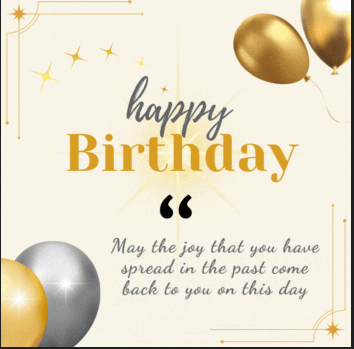 happy
Birthday
“
May the joy that you have
spread in the past come
back to you on this day